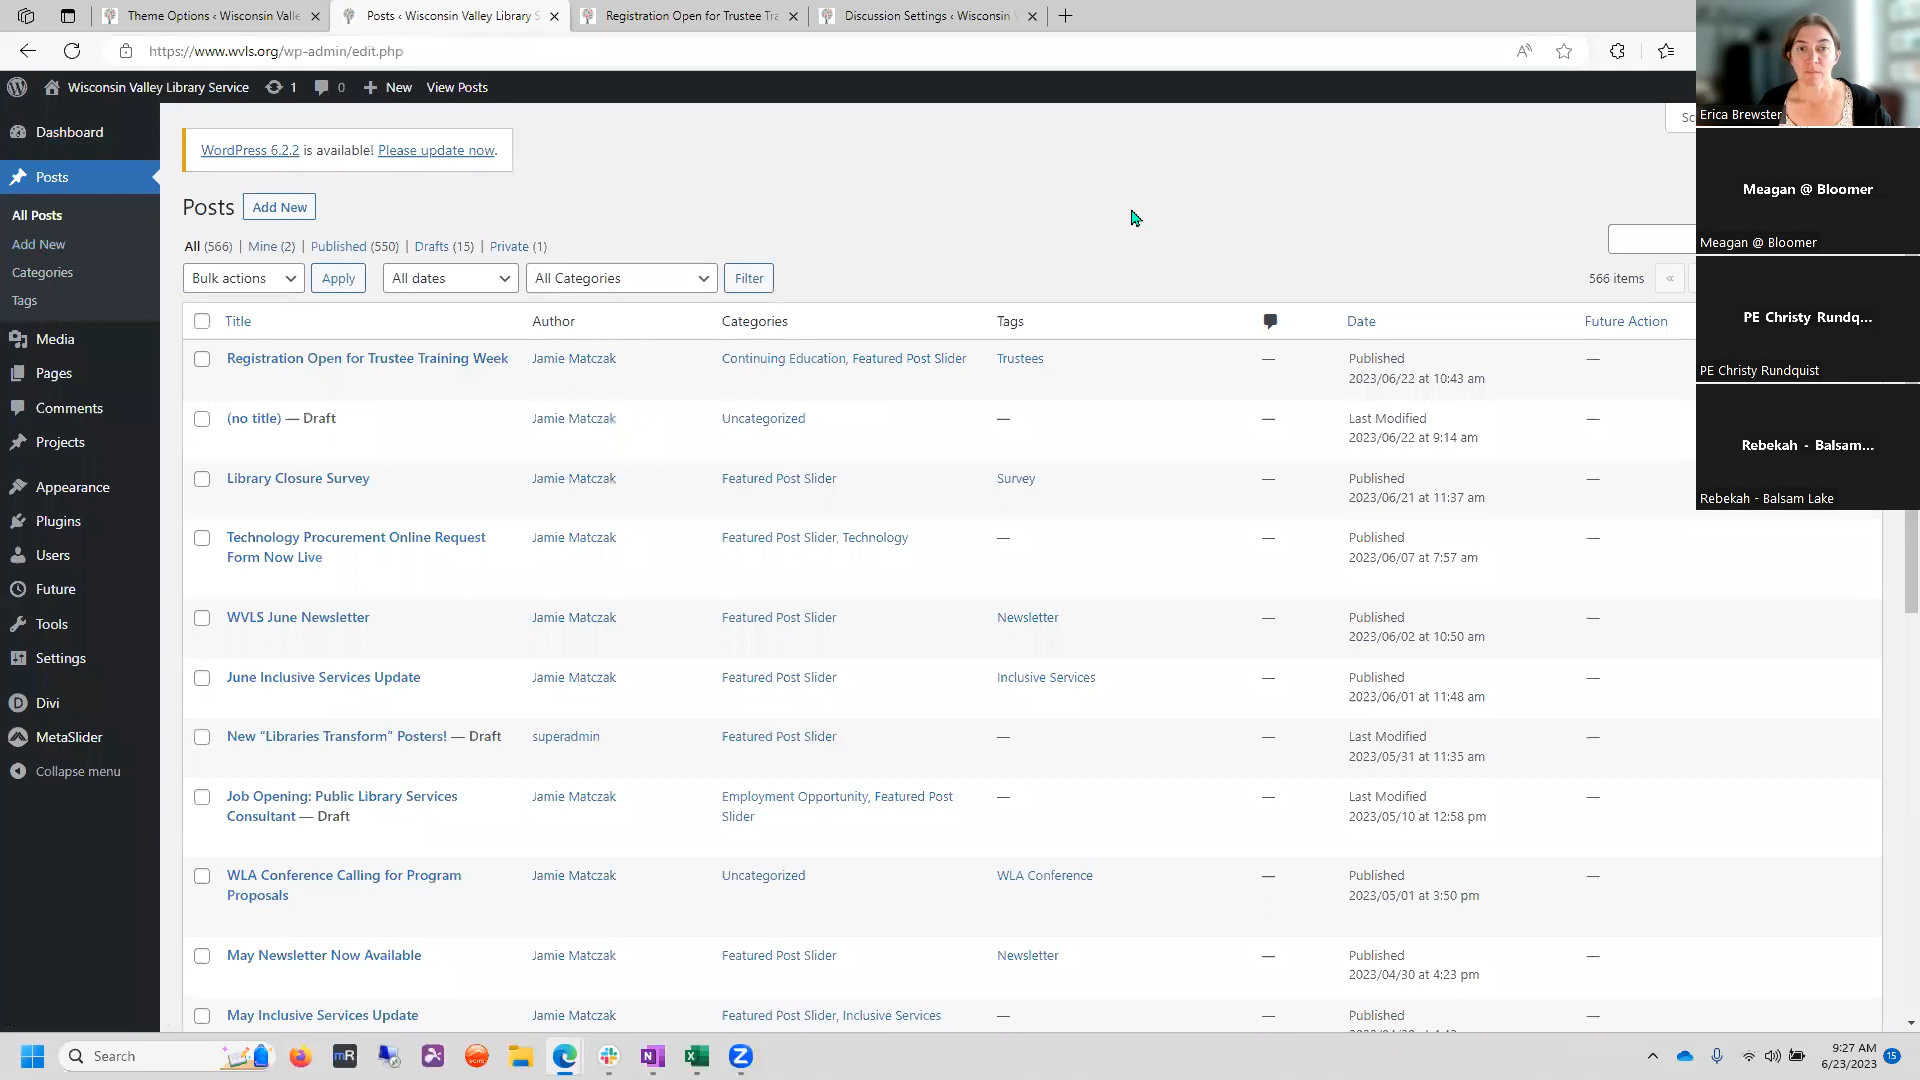 Theme Options ‹ Wisconsin Valle
Posts ‹ Wisconsin Valley Library S
Registration Open for Trustee Tra
Discussion Settings ‹ Wisconsin V
https://www.wvls.org/wp-admin/edit.php
Wisconsin Valley Library Service
1
0
New
View Posts
Dashboard
Posts
All Posts
Add New
Categories
Tags
Media
Pages
Comments
Projects
Appearance
Plugins
Users
Future
Tools
Settings
Divi
MetaSlider
Collapse menu
WordPress 6.2.2 is available! Please update now.
Posts Add New
All (566) | Mine (2) | Published (550) | Drafts (15) | Private (1)
Bulk actions Apply All dates All Categories Filter 566 items «
Title Author Categories Tags Date Future Action
Registration Open for Trustee Training Week Jamie Matczak Continuing Education, Featured Post Slider Trustees — Published —
2023/06/22 at 10:43 am
(no title) — Draft Jamie Matczak Uncategorized — — Last Modified —
2023/06/22 at 9:14 am
Library Closure Survey Jamie Matczak Featured Post Slider Survey — Published —
2023/06/21 at 11:37 am
Technology Procurement Online Request Jamie Matczak Featured Post Slider, Technology — — Published —
Form Now Live 2023/06/07 at 7:57 am
WVLS June Newsletter Jamie Matczak Featured Post Slider Newsletter — Published —
2023/06/02 at 10:50 am
June Inclusive Services Update Jamie Matczak Featured Post Slider Inclusive Services — Published —
2023/06/01 at 11:48 am
New “Libraries Transform” Posters! — Draft superadmin Featured Post Slider — — Last Modified —
2023/05/31 at 11:35 am
Job Opening: Public Library Services Jamie Matczak Employment Opportunity, Featured Post — — Last Modified —
Consultant — Draft Slider 2023/05/10 at 12:58 pm
WLA Conference Calling for Program Jamie Matczak Uncategorized WLA Conference — Published —
Proposals 2023/05/01 at 3:50 pm
May Newsletter Now Available Jamie Matczak Featured Post Slider Newsletter — Published —
2023/04/30 at 4:23 pm
May Inclusive Services Update Jamie Matczak Featured Post Slider, Inclusive Services — — Published —
Erica Brewster
Meagan @ Bloomer
Meagan @ Bloomer
PE Christy Rundq...
PE Christy Rundquist
Rebekah - Balsam...
Rebekah - Balsam Lake
Search
mR
9:27 AM
6/23/2023
15